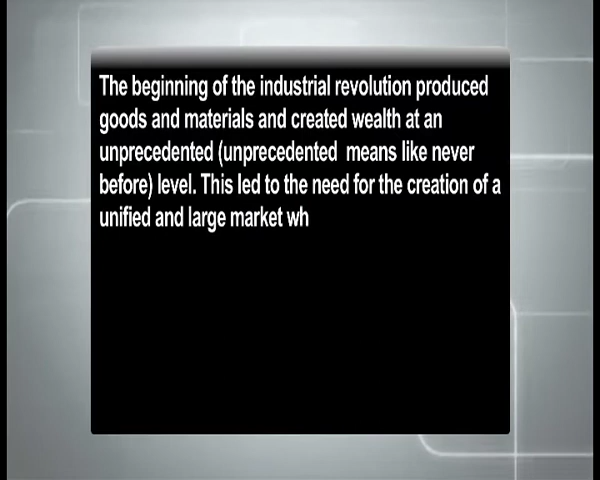 The beginning of the industrial revolution produced
goods and materials and created wealth at an
unprecedented (unprecedented  means like never
before) level. This led to the need for the creation of a
unified and large market wh